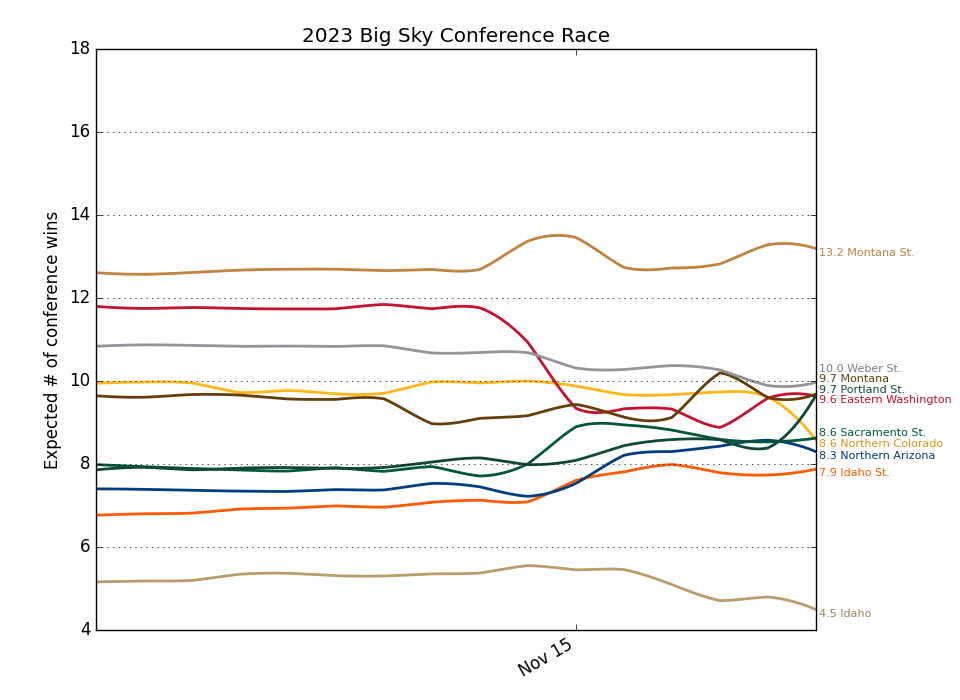 2023 Big Sky Conference Race
18
16
14
12
10
8
6
4
Expected # of conference wins
Nov 15
13.2 Montana St.
10.0 Weber St.
9.7 Montana
9.7 Portland St.
9.6 Eastern Washington
8.6 Sacramento St.
8.6 Northern Colorado
8.3 Northern Arizona
7.9 Idaho St.
4.5 Idaho